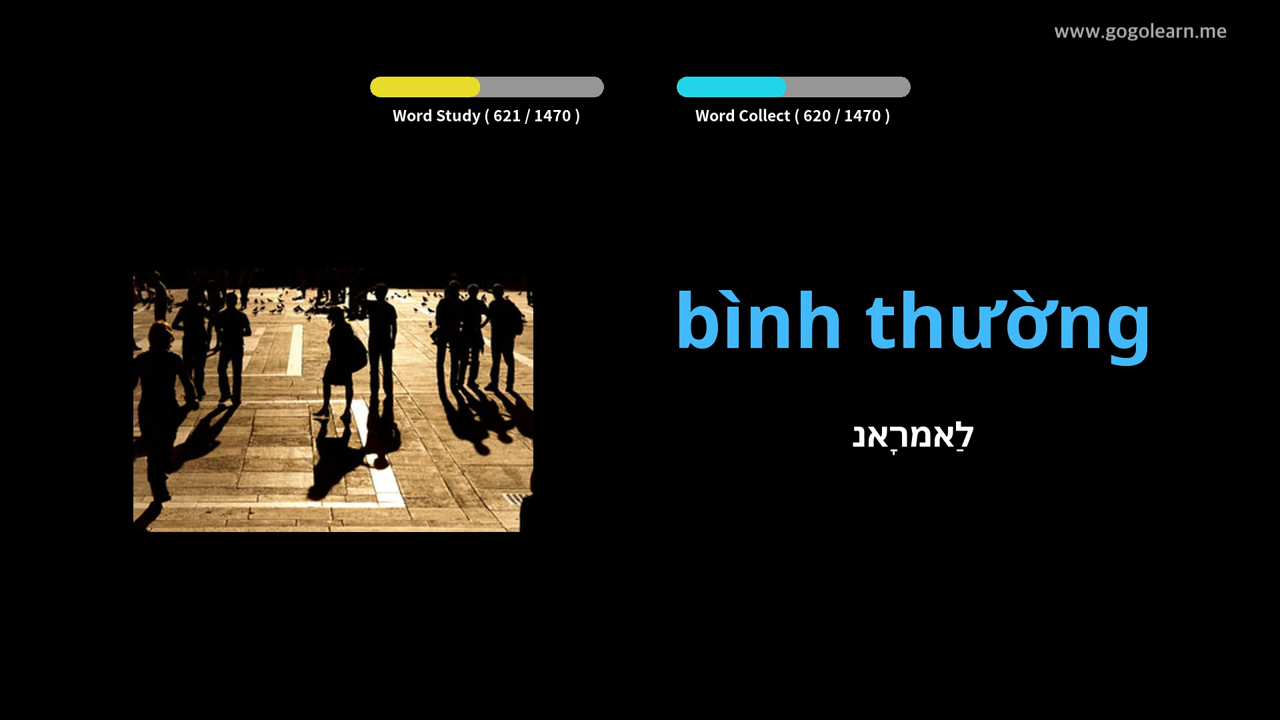 www.gogolearn.me
Word Study ( 621 / 1470 )
Word Collect ( 620 / 1470 )
bình thường
לַאמרָאנ